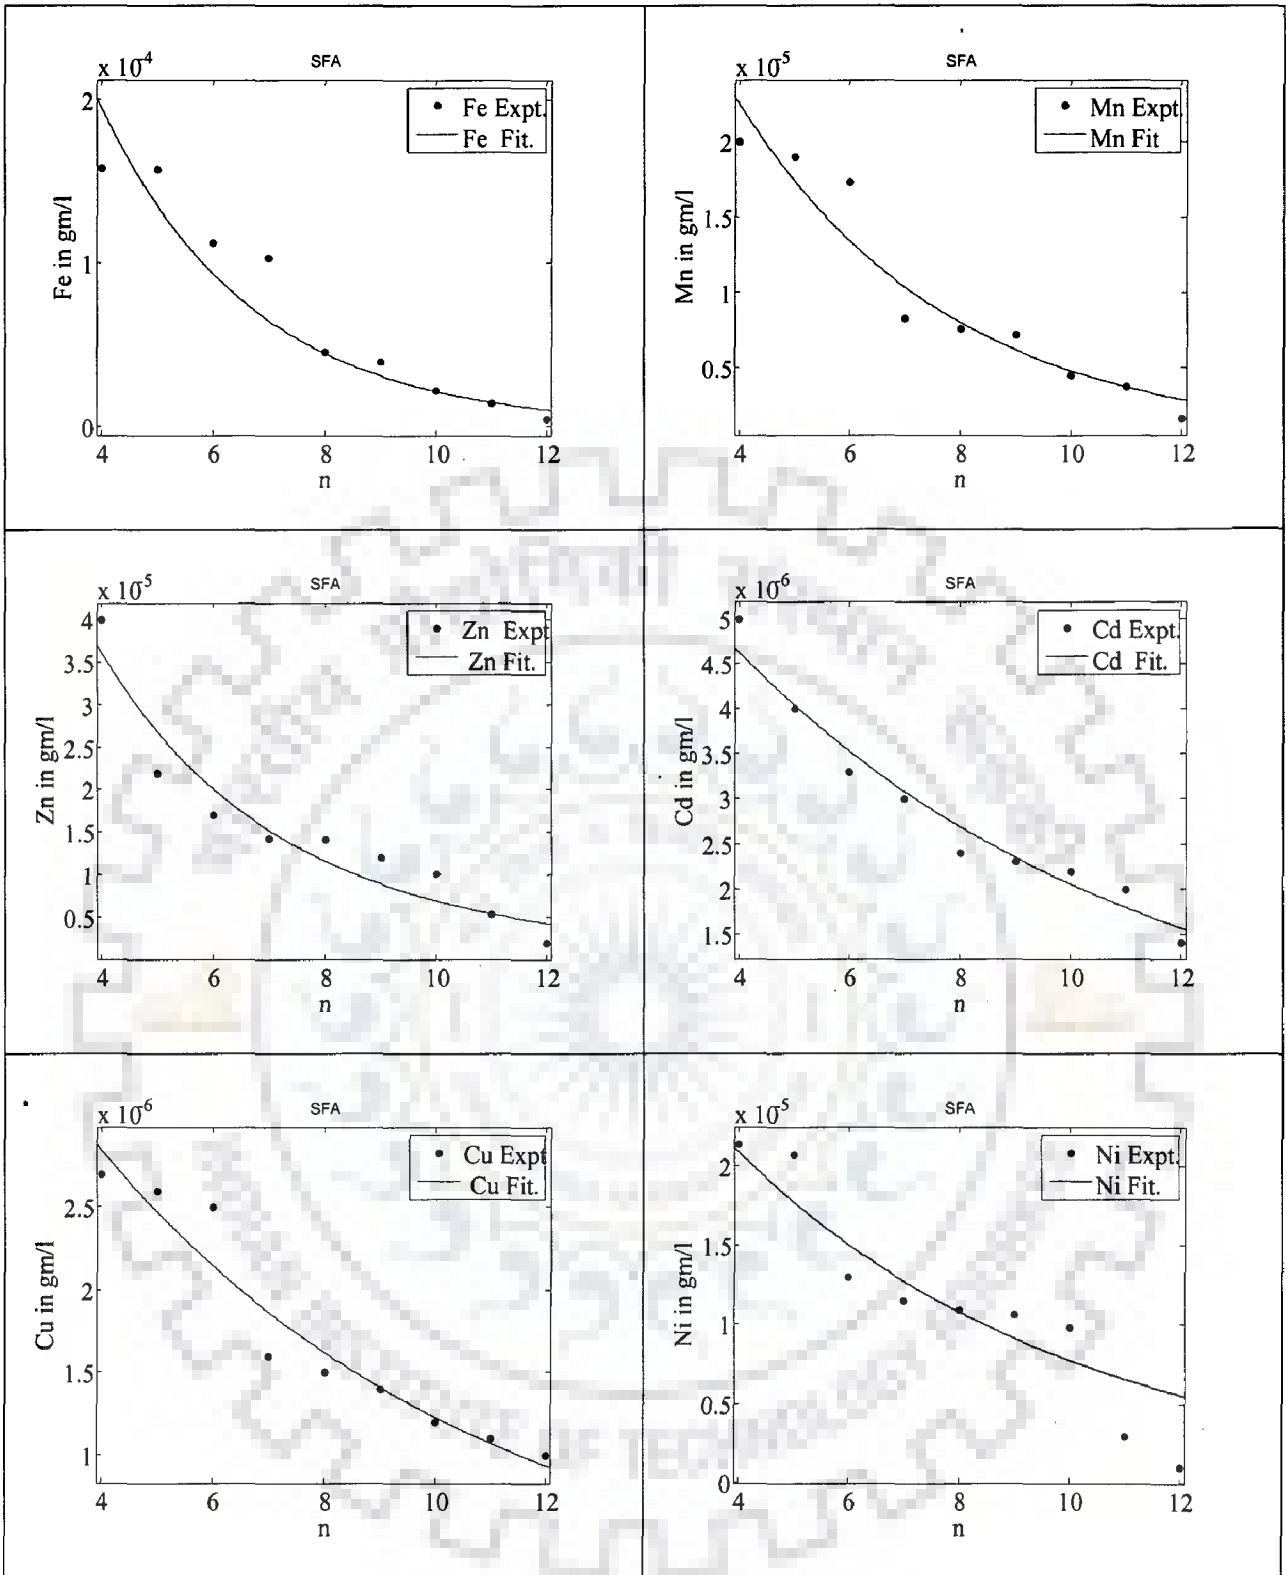 x 10-4
SFA
Fe Expt.
Fe Fit.
Fe in gm/l
2
1
0
4 6 8 10 12
n
x 10-5
SFA
Mn Expt
Mn Fit
Mn in gm/l
2
1.5
1
0.5
4 6 8 10 12
n
x 10-5
SFA
Zn Expt
Zn Fit.
Zn in gm/l
4
3.5
3
2.5
2
1.5
1
0.5
4 6 8 10 12
n
x 10-6
SFA
Cd Expt.
Cd Fit.
Cd in gm/l
5
4.5
4
3.5
3
2.5
2
1.5
4 6 8 10 12
n
x 10-6
SFA
Cu Expt
Cu Fit.
Cu in gm/l
2.5
2
1.5
1
4 6 8 10 12
n
x 10-5
SFA
Ni Expt.
Ni Fit.
Ni in gm/l
2
1.5
1
0.5
0
4 6 8 10 12
n